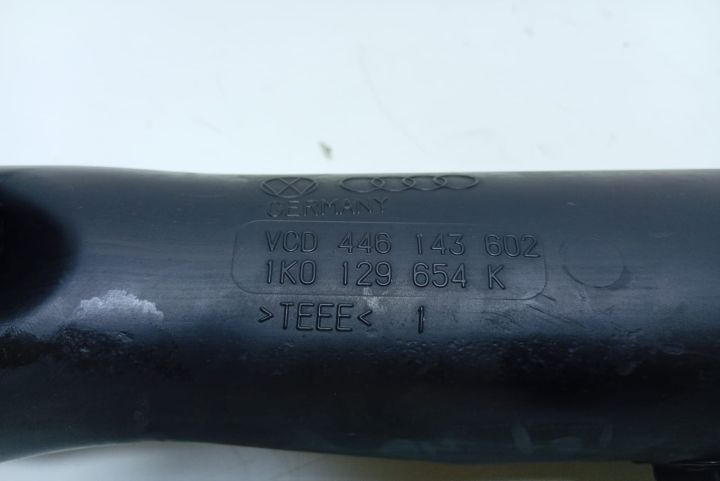 GERMANY
VCD 446 143 602
1K0 129 654 K
>TEEE< 1